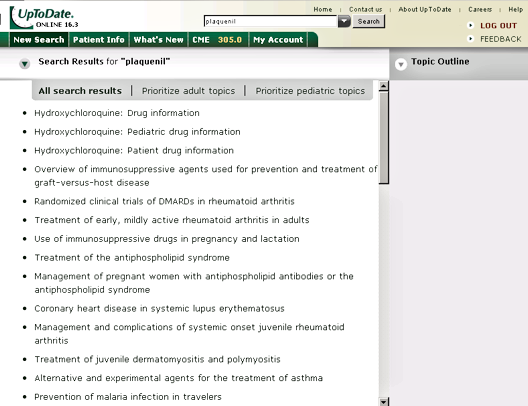 UpToDate.
ONLINE 16.3
Home Contact us About UpToDate Careers Help
plaquenil Search
LOG OUT
FEEDBACK
New Search Patient Info What's New CME 305.0 My Account
Search Results for "plaquenil"
Topic Outline
All search results | Prioritize adult topics | Prioritize pediatric topics
• Hydroxychloroquine: Drug information
• Hydroxychloroquine: Pediatric drug information
• Hydroxychloroquine: Patient drug information
• Overview of immunosuppressive agents used for prevention and treatment of
graft-versus-host disease
• Randomized clinical trials of DMARDs in rheumatoid arthritis
• Treatment of early, mildly active rheumatoid arthritis in adults
• Use of immunosuppressive drugs in pregnancy and lactation
• Treatment of the antiphospholipid syndrome
• Management of pregnant women with antiphospholipid antibodies or the
antiphospholipid syndrome
• Coronary heart disease in systemic lupus erythematosus
• Management and complications of systemic onset juvenile rheumatoid
arthritis
• Treatment of juvenile dermatomyositis and polymyositis
• Alternative and experimental agents for the treatment of asthma
• Prevention of malaria infection in travelers